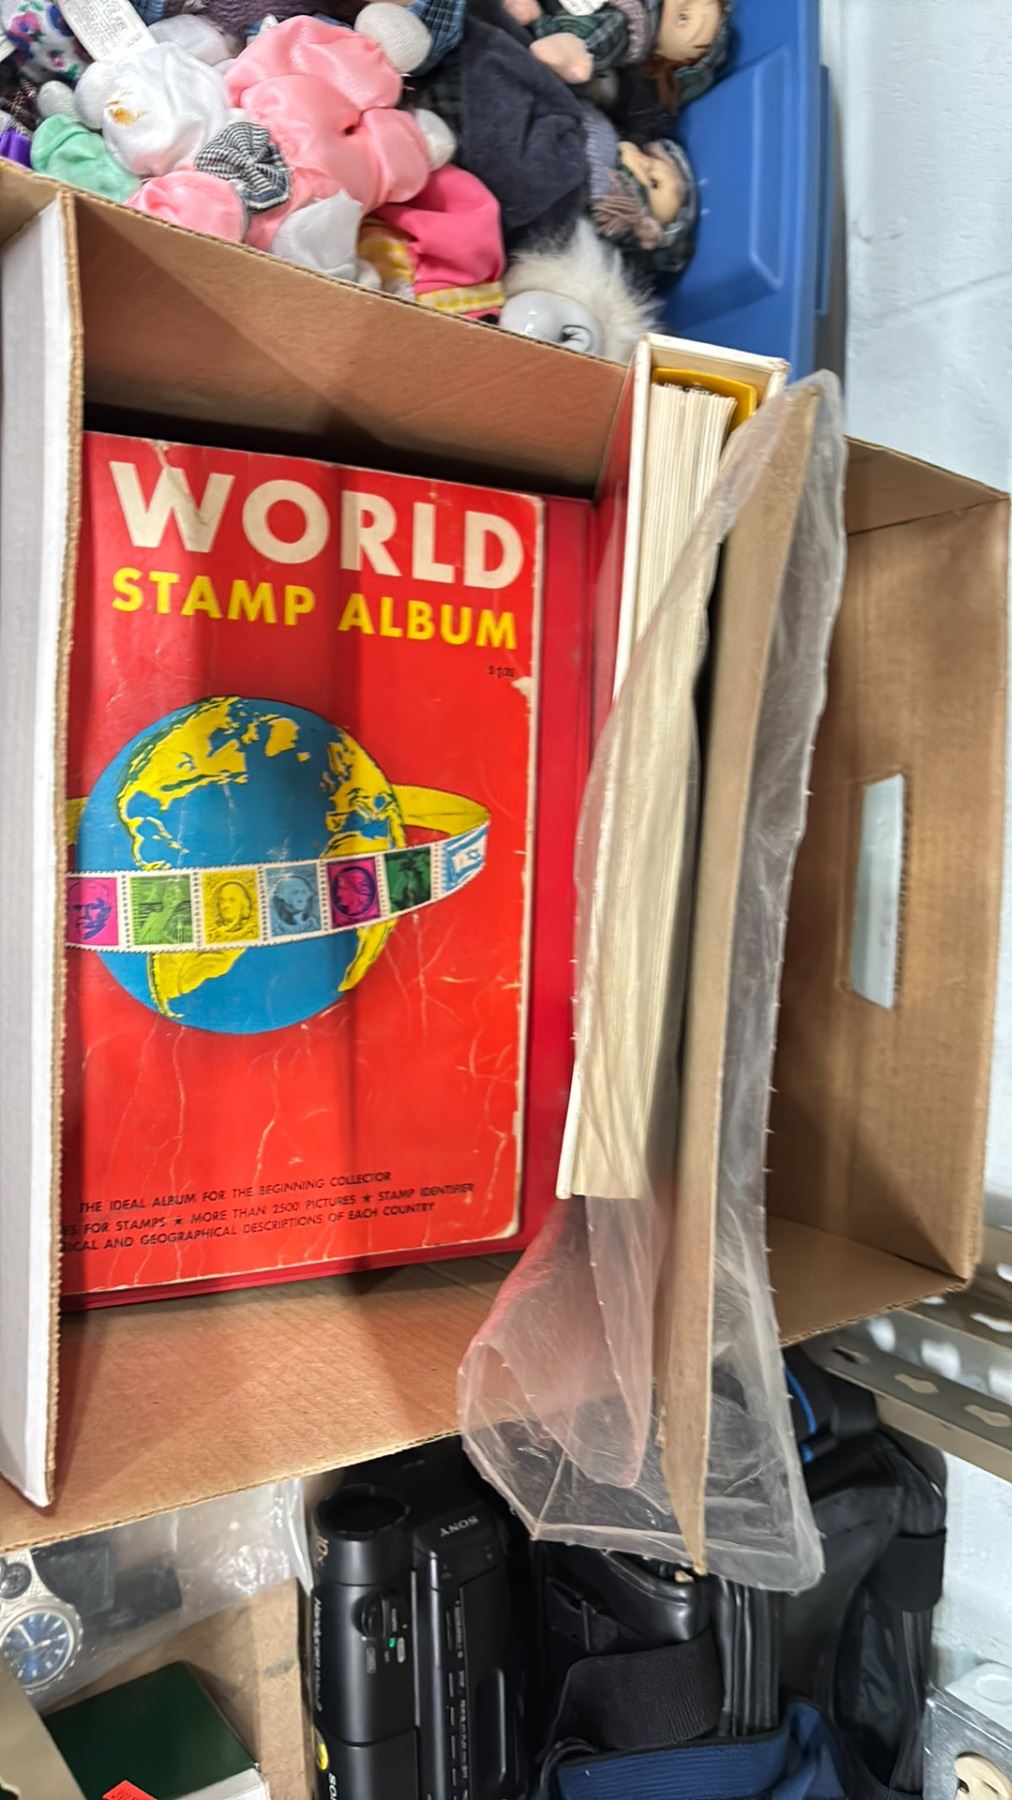 WORLD
STAMP ALBUM
THE IDEAL ALBUM FOR THE BEGINNING COLLECTOR
FOR STAMPS ★ MORE THAN 2500 PICTURES ★ STAMP IDENTIFIER
AND GEOGRAPHICAL DESCRIPTIONS OF EACH COUNTRY
SONY